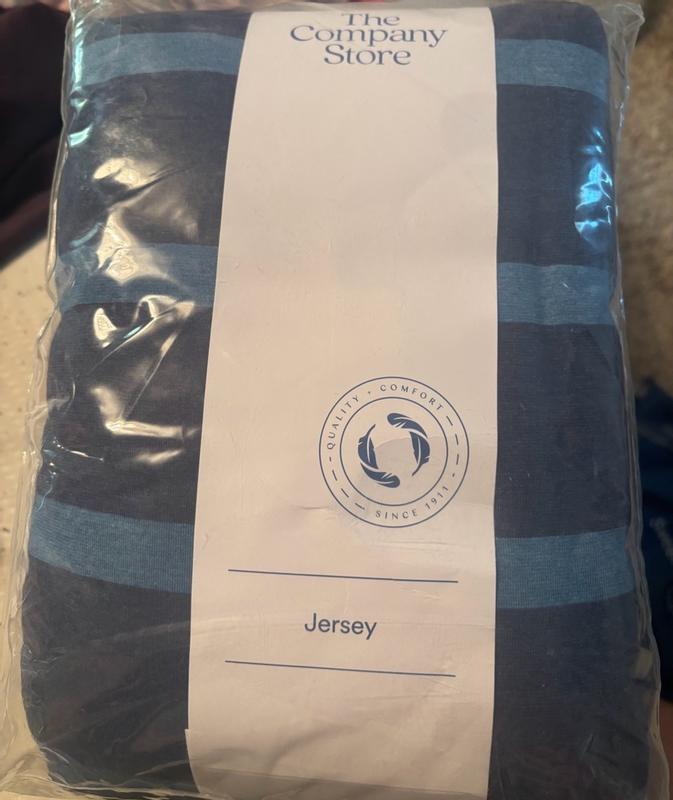 The
Company
Store
QUALITY + COMFORT
SINCE 1911
Jersey